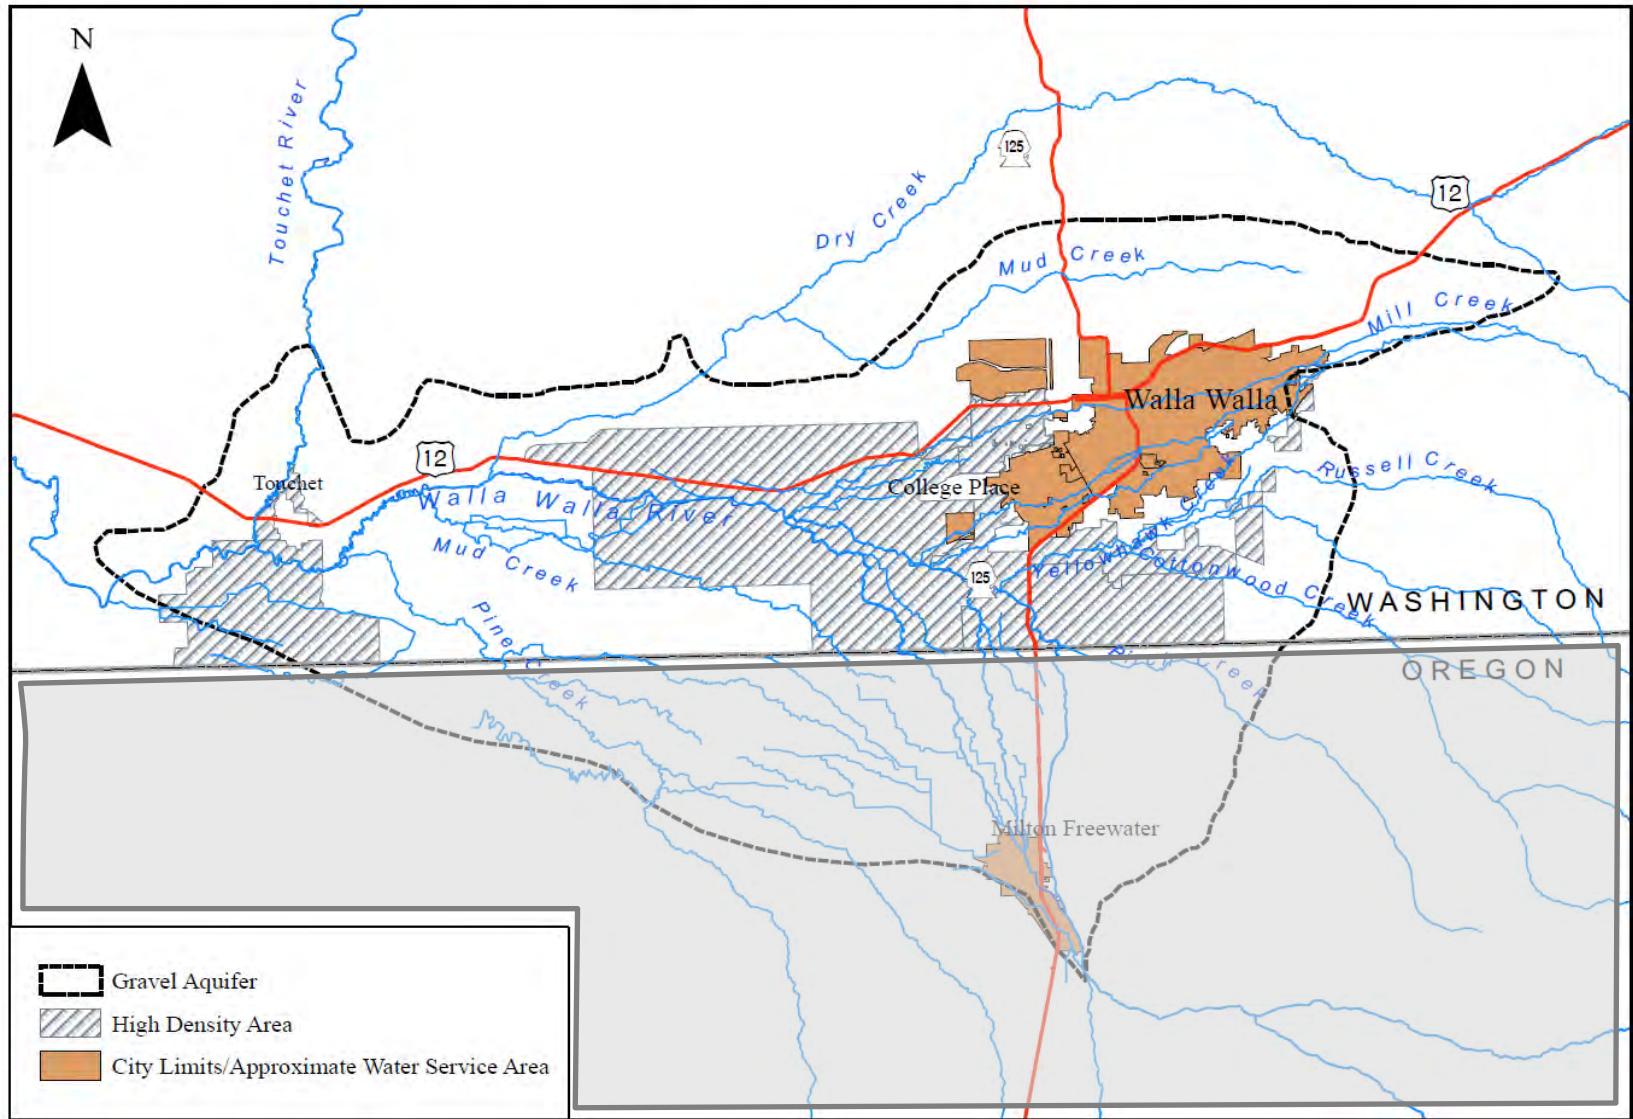 N
Touchet River
125
12
Dry Creek
Mud Creek
Mill Creek
Walla Walla
12
Touchet
Russell Creek
College Place
Walla Walla River
Yellowhawk Creek
Mud Creek
Cottonwood Creek
125
Pine Creek
WASHINGTON
Creek
OREGON
Milton Freewater
Gravel Aquifer
High Density Area
City Limits/Approximate Water Service Area